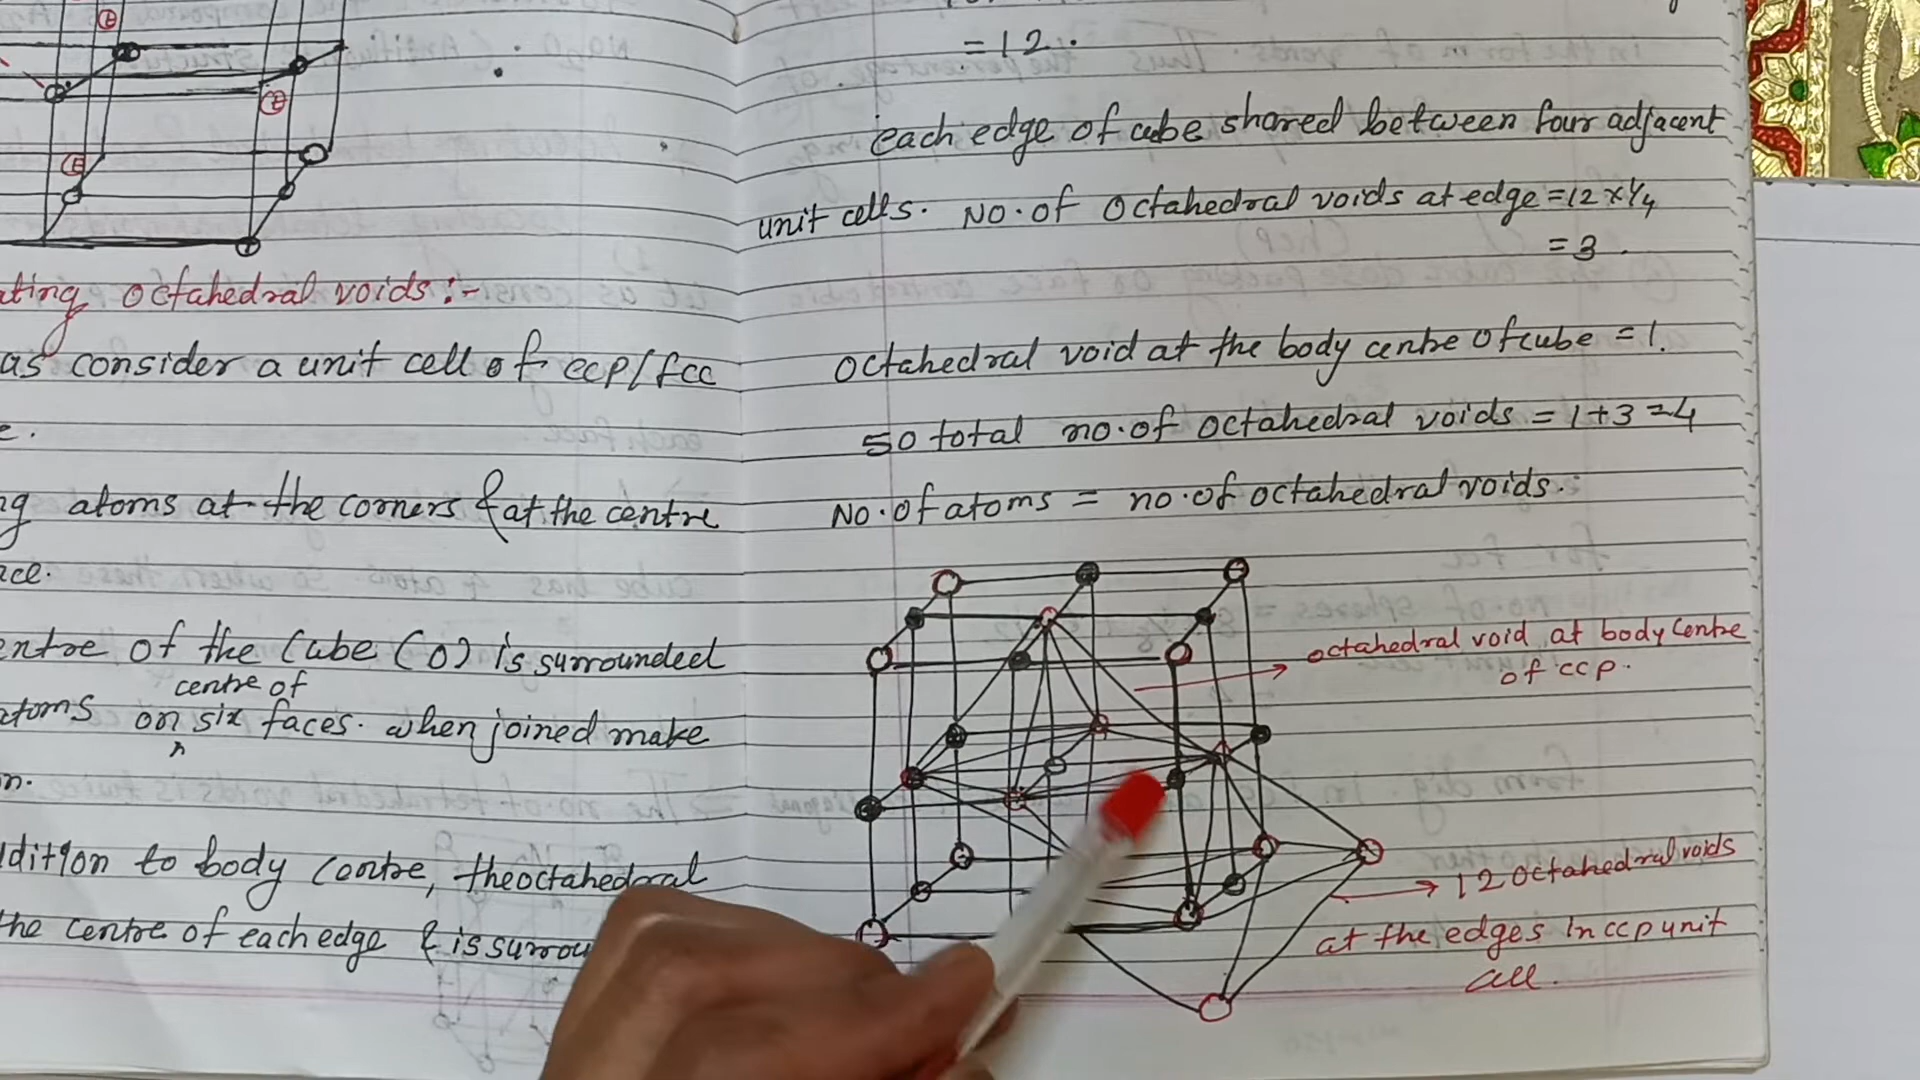 E
E
E
ating octahedral voids :-
as consider a unit cell of ccp/fcc
e.
ng atoms at the corners & at the centre
ace.
entre of the cube (O) is surrounded
centre of
atoms on six faces. when joined make
n.
ddition to body centre, the octahedral
the centre of each edge & is surrou
= 12.
each edge of cube shared between four adjacent
unit cells. No. of octahedral voids at edge = 12 x 1/4
= 3.
octahedral void at the body centre of cube = 1.
so total no. of octahedral voids = 1+3 = 4
No. of atoms = no. of octahedral voids.
octahedral void at body centre
of ccp.
12 octahedral voids
at the edges in ccp unit
cell.